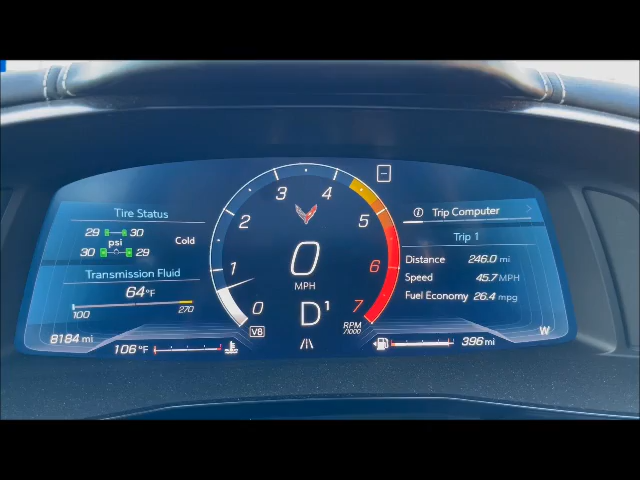 Tire Status
29 30
psi
30 29
Cold
Transmission Fluid
64 °F
100 270
8184 mi
106 °F
0 1 2 3 4 5 6 7
0
MPH
D1
V8
RPM
/1000
Trip Computer
Trip 1
Distance 246.0 mi
Speed 45.7 MPH
Fuel Economy 26.4 mpg
W
396 mi